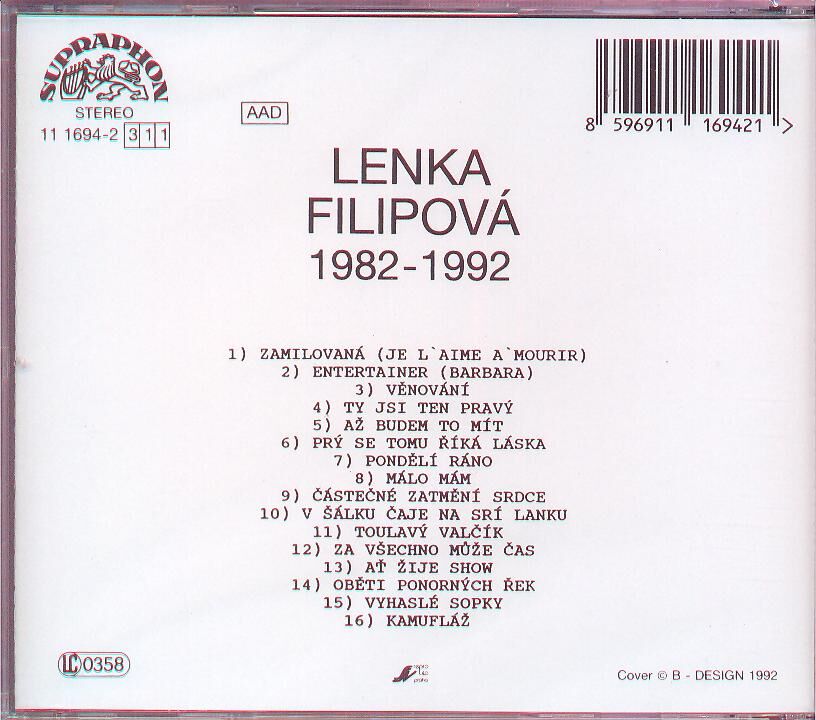 SUPRAPHON
STEREO
11 1694-2 3 1 1
AAD
8 596911 169421 >
LENKA
FILIPOVÁ
1982-1992
1) ZAMILOVANÁ (JE L`AIME A`MOURIR)
2) ENTERTAINER (BARBARA)
3) VĚNOVÁNÍ
4) TY JSI TEN PRAVÝ
5) AŽ BUDEM TO MÍT
6) PRÝ SE TOMU ŘÍKÁ LÁSKA
7) PONDĚLÍ RÁNO
8) MÁLO MÁM
9) ČÁSTEČNÉ ZATMĚNÍ SRDCE
10) V ŠÁLKU ČAJE NA SRÍ LANKU
11) TOULAVÝ VALČÍK
12) ZA VŠECHNO MŮŽE ČAS
13) AŤ ŽIJE SHOW
14) OBĚTI PONORNÝCH ŘEK
15) VYHASLÉ SOPKY
16) KAMUFLÁŽ
LC 0358
Cover © B - DESIGN 1992